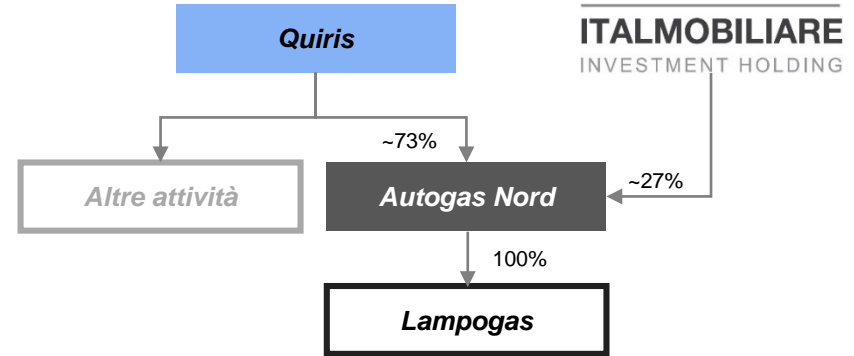 Quiris
ITALMOBILIARE
INVESTMENT HOLDING
~73%
~27%
Altre attività
Autogas Nord
100%
Lampogas